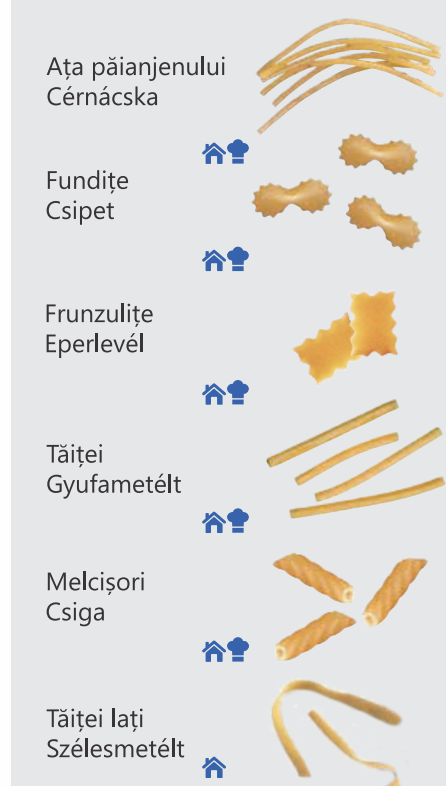 Ața păianjenului
Cérnácska
Fundițe
Csipet
Frunzulițe
Eperlevél
Tăiței
Gyufametélt
Melcișori
Csiga
Tăiței lați
Szélesmetélt